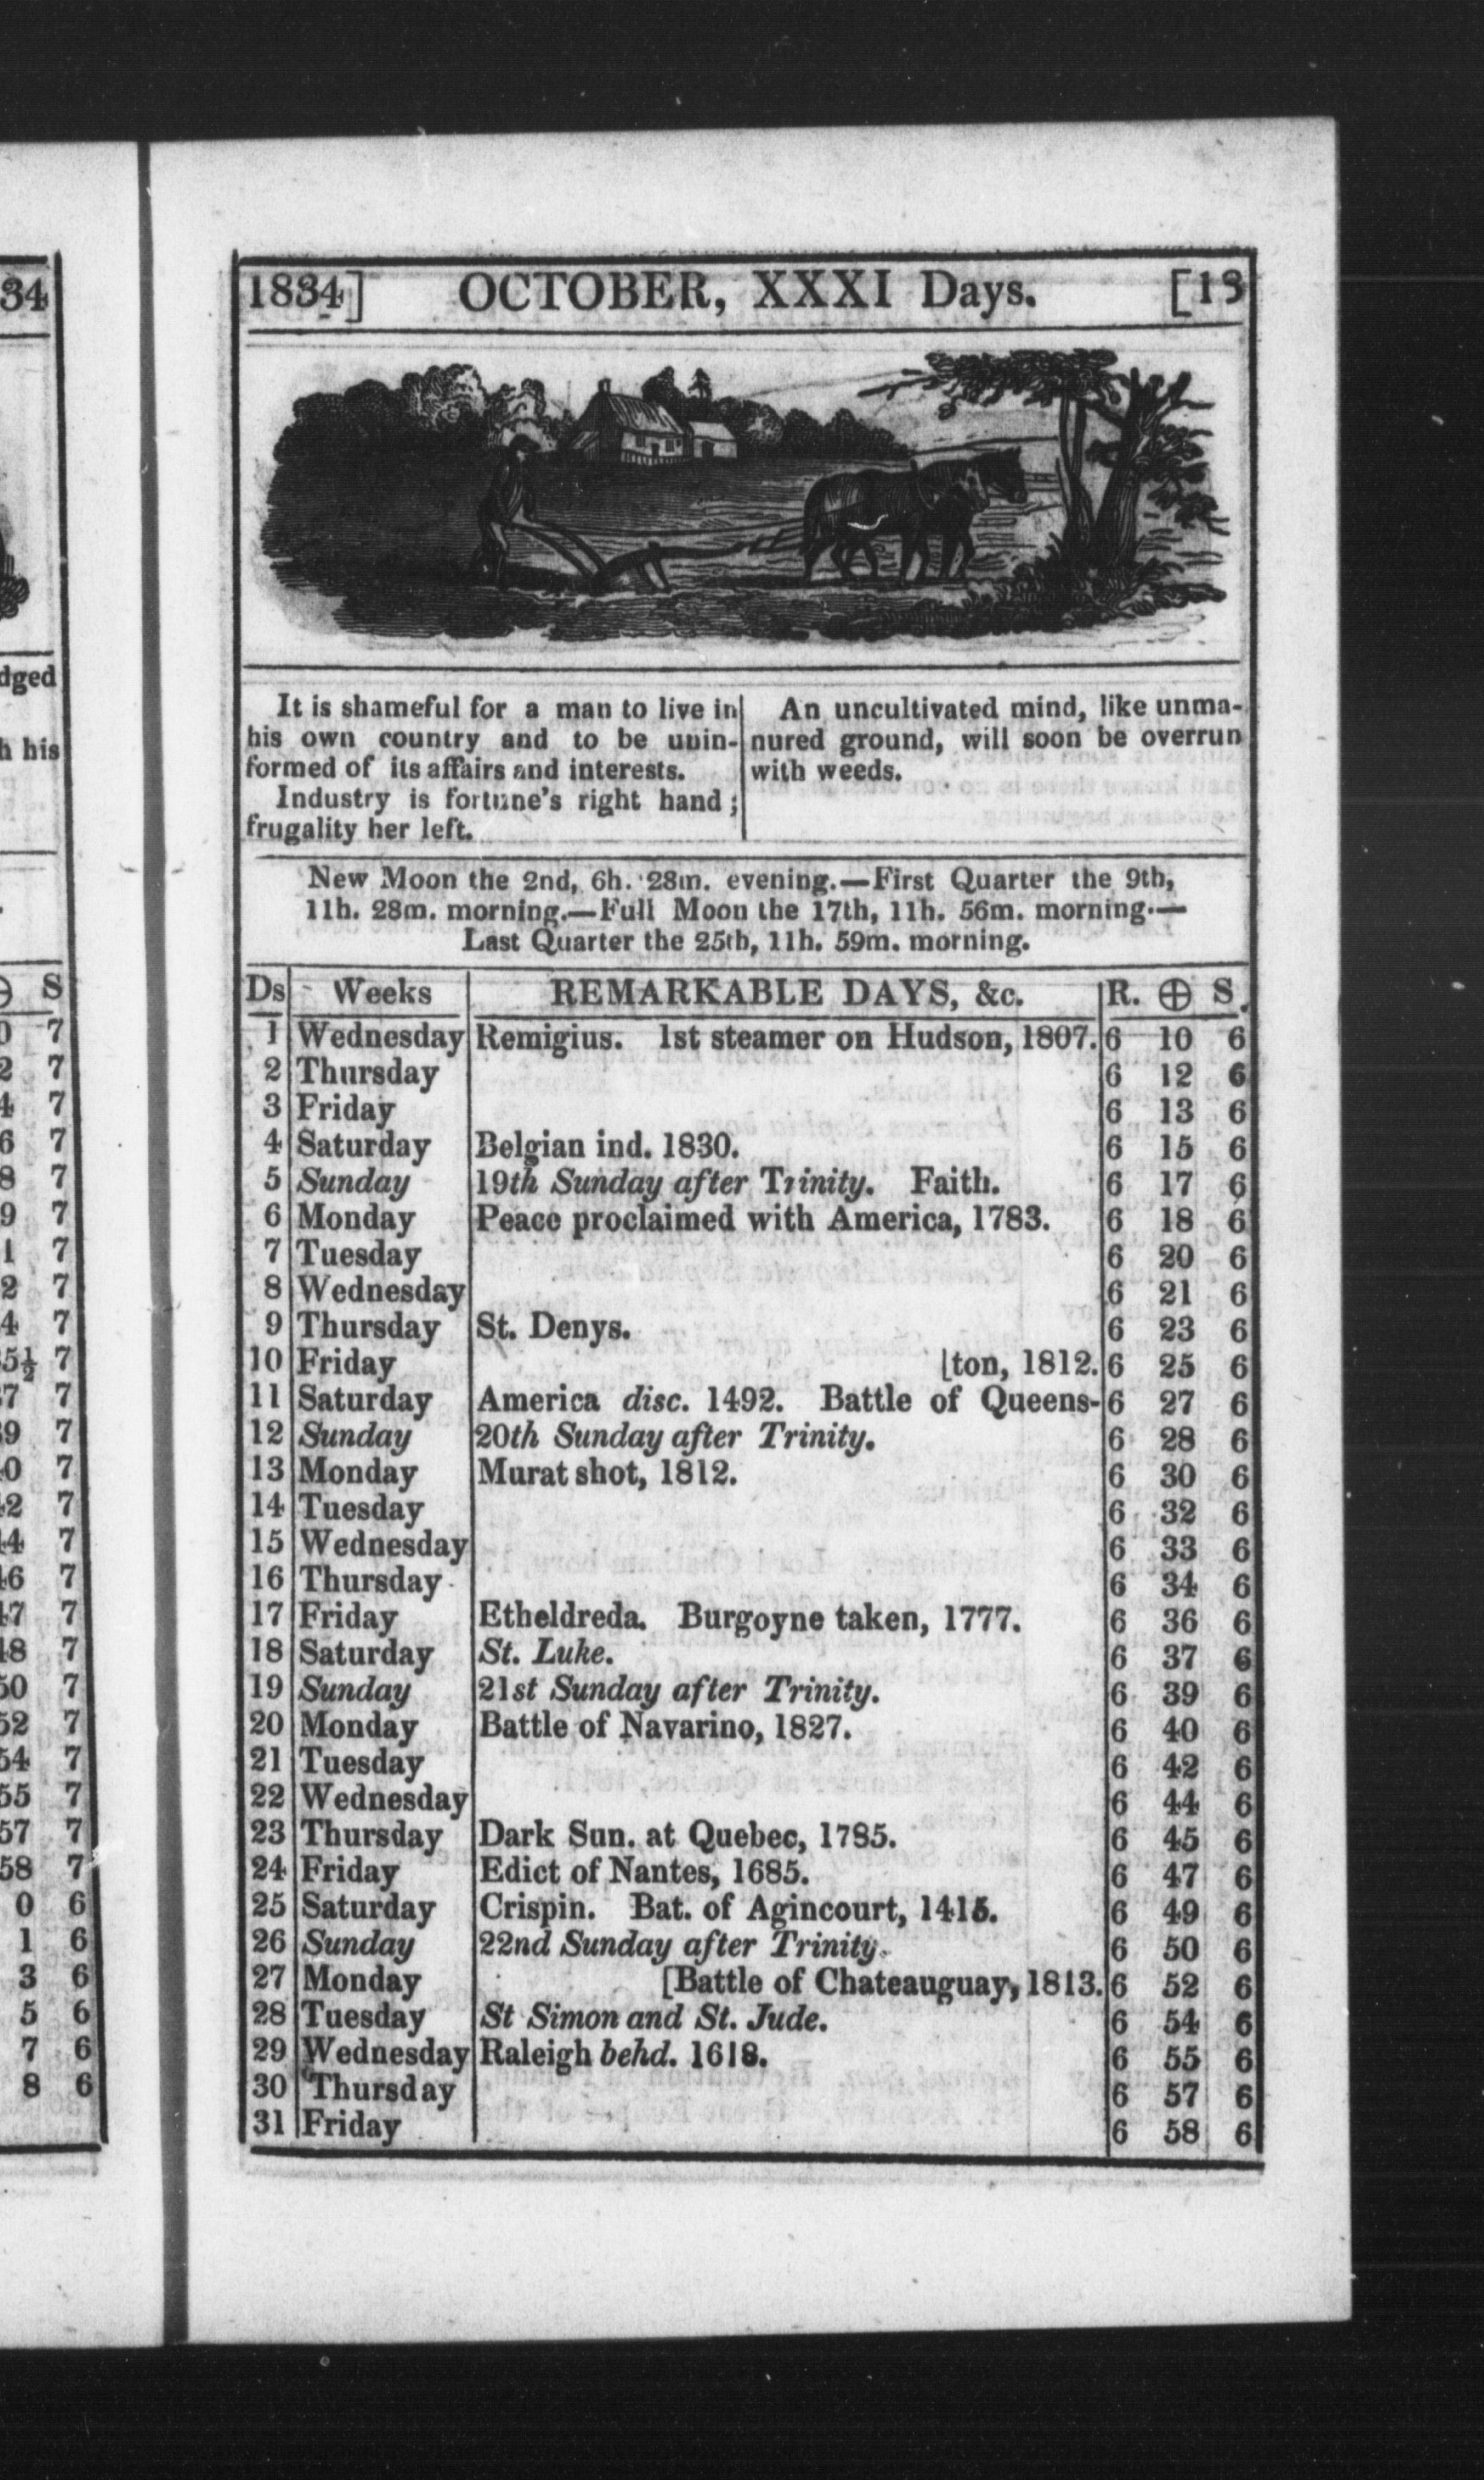 1834] OCTOBER, XXXI Days. [13
It is shameful for a man to live in
his own country and to be unin-
formed of its affairs and interests.
Industry is fortune's right hand;
frugality her left.
An uncultivated mind, like unma-
nured ground, will soon be overrun
with weeds.
New Moon the 2nd, 6h. 28m. evening.—First Quarter the 9th,
11h. 28m. morning.—Full Moon the 17th, 11h. 56m. morning.—
Last Quarter the 25th, 11h. 59m. morning.
Ds Weeks REMARKABLE DAYS, &c. R. ⊕ S.
1 Wednesday Remigius. 1st steamer on Hudson, 1807. 6 10 6
2 Thursday 6 12 6
3 Friday 6 13 6
4 Saturday Belgian ind. 1830. 6 15 6
5 Sunday 19th Sunday after Trinity. Faith. 6 17 6
6 Monday Peace proclaimed with America, 1783. 6 18 6
7 Tuesday 6 20 6
8 Wednesday 6 21 6
9 Thursday St. Denys. 6 23 6
10 Friday [ton, 1812. 6 25 6
11 Saturday America disc. 1492. Battle of Queens- 6 27 6
12 Sunday 20th Sunday after Trinity. 6 28 6
13 Monday Murat shot, 1812. 6 30 6
14 Tuesday 6 32 6
15 Wednesday 6 33 6
16 Thursday 6 34 6
17 Friday Etheldreda. Burgoyne taken, 1777. 6 36 6
18 Saturday St. Luke. 6 37 6
19 Sunday 21st Sunday after Trinity. 6 39 6
20 Monday Battle of Navarino, 1827. 6 40 6
21 Tuesday 6 42 6
22 Wednesday 6 44 6
23 Thursday Dark Sun. at Quebec, 1785. 6 45 6
24 Friday Edict of Nantes, 1685. 6 47 6
25 Saturday Crispin. Bat. of Agincourt, 1415. 6 49 6
26 Sunday 22nd Sunday after Trinity. 6 50 6
27 Monday [Battle of Chateauguay, 1813. 6 52 6
28 Tuesday St Simon and St. Jude. 6 54 6
29 Wednesday Raleigh behd. 1618. 6 55 6
30 Thursday 6 57 6
31 Friday 6 58 6